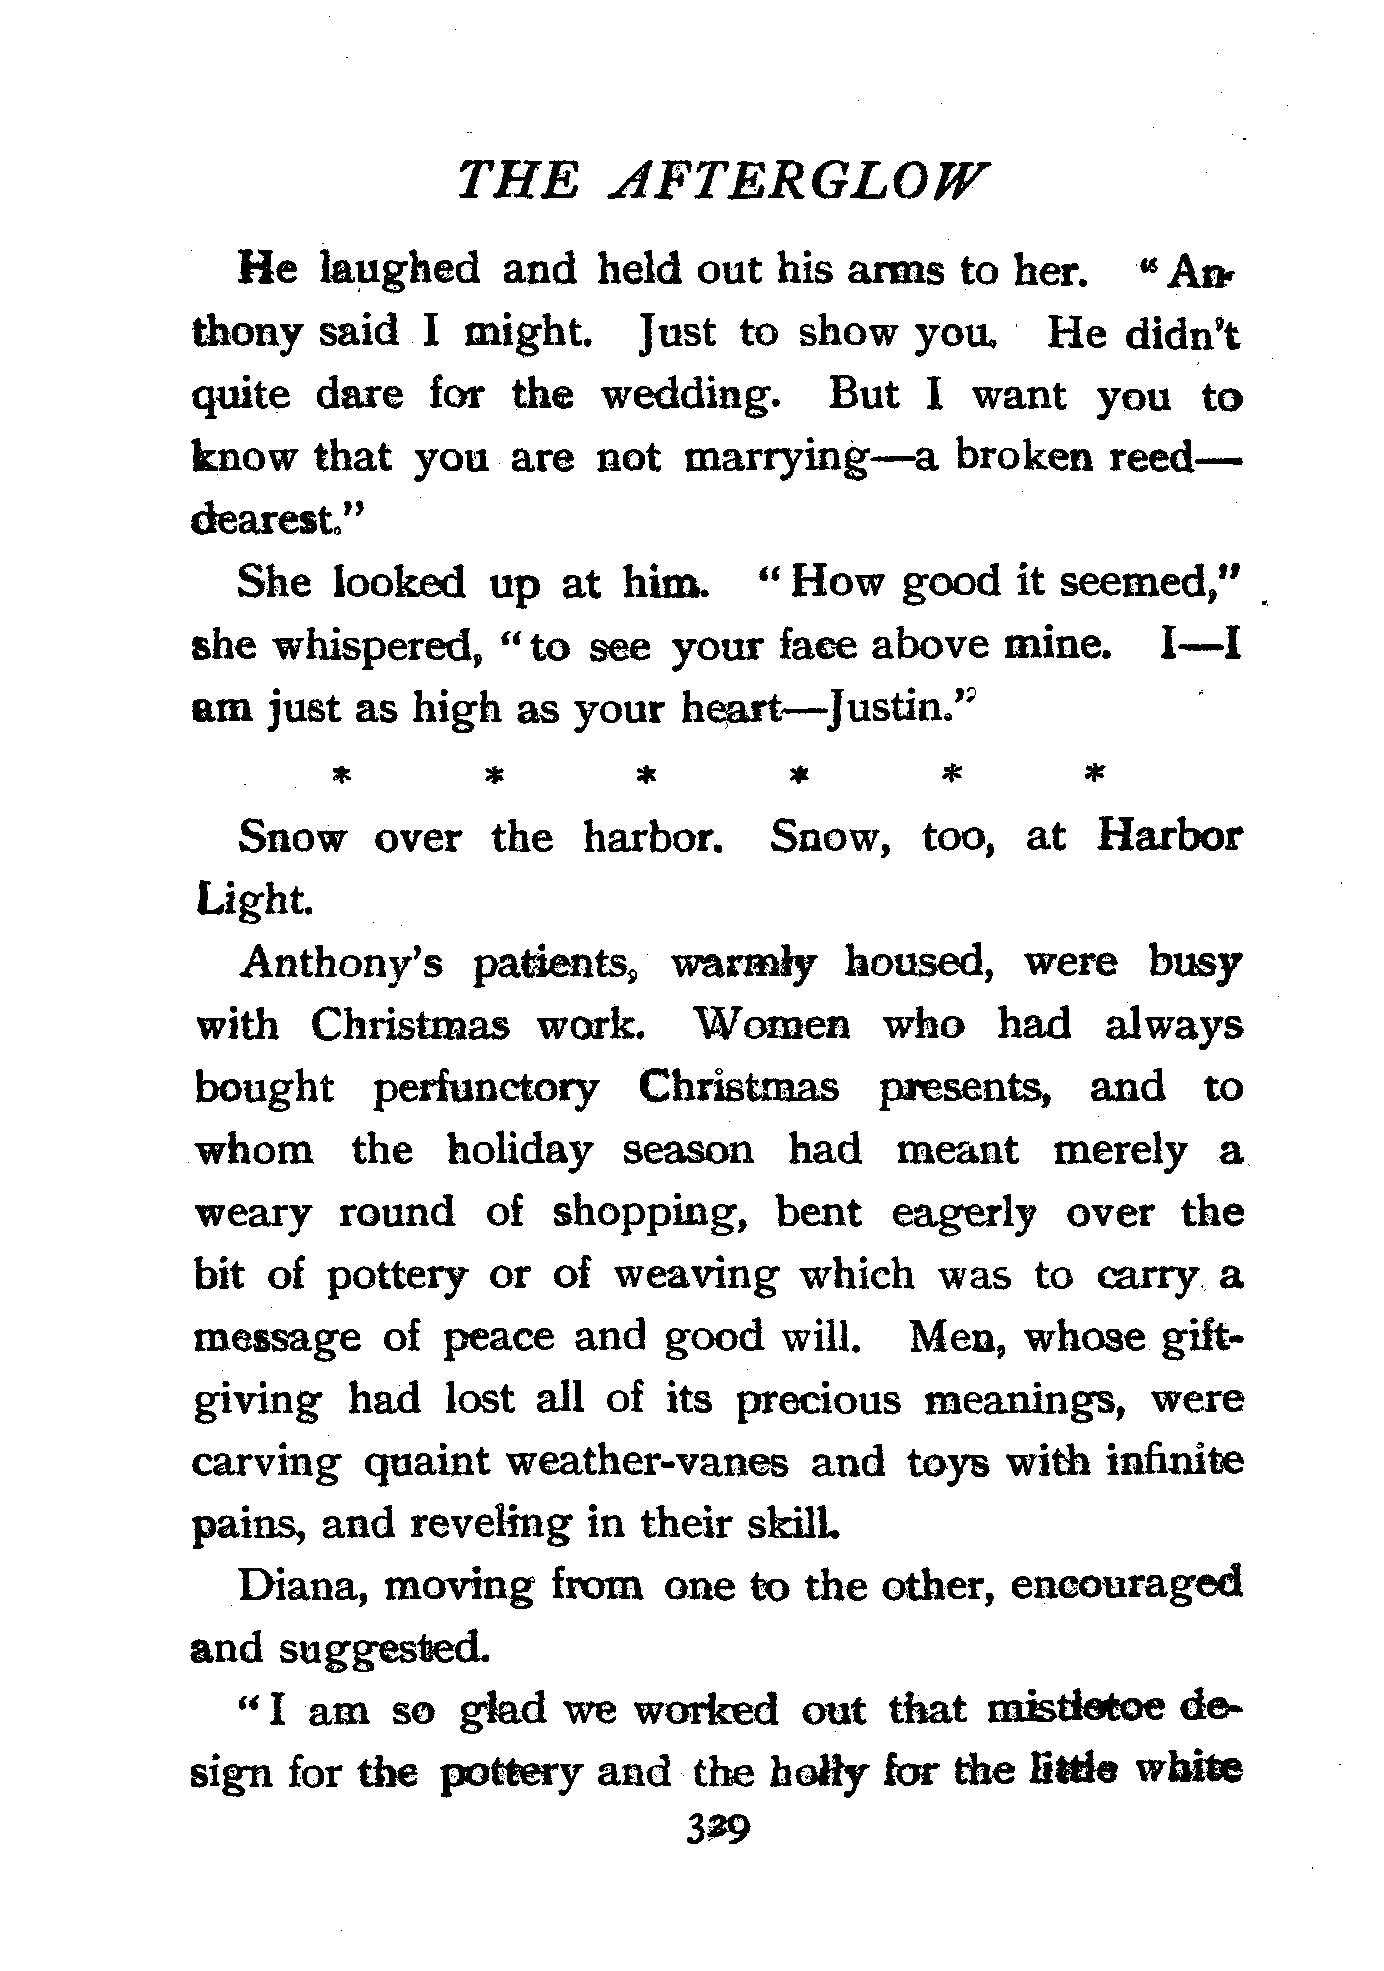 THE AFTERGLOW
He laughed and held out his arms to her. "An-
thony said I might. Just to show you. He didn't
quite dare for the wedding. But I want you to
know that you are not marrying—a broken reed—
dearest."
She looked up at him. "How good it seemed,"
she whispered, "to see your face above mine. I—I
am just as high as your heart—Justin."
* * * * * *
Snow over the harbor. Snow, too, at Harbor
Light.
Anthony's patients, warmly housed, were busy
with Christmas work. Women who had always
bought perfunctory Christmas presents, and to
whom the holiday season had meant merely a
weary round of shopping, bent eagerly over the
bit of pottery or of weaving which was to carry a
message of peace and good will. Men, whose gift-
giving had lost all of its precious meanings, were
carving quaint weather-vanes and toys with infinite
pains, and reveling in their skill.
Diana, moving from one to the other, encouraged
and suggested.
"I am so glad we worked out that mistletoe de-
sign for the pottery and the holly for the little white
329